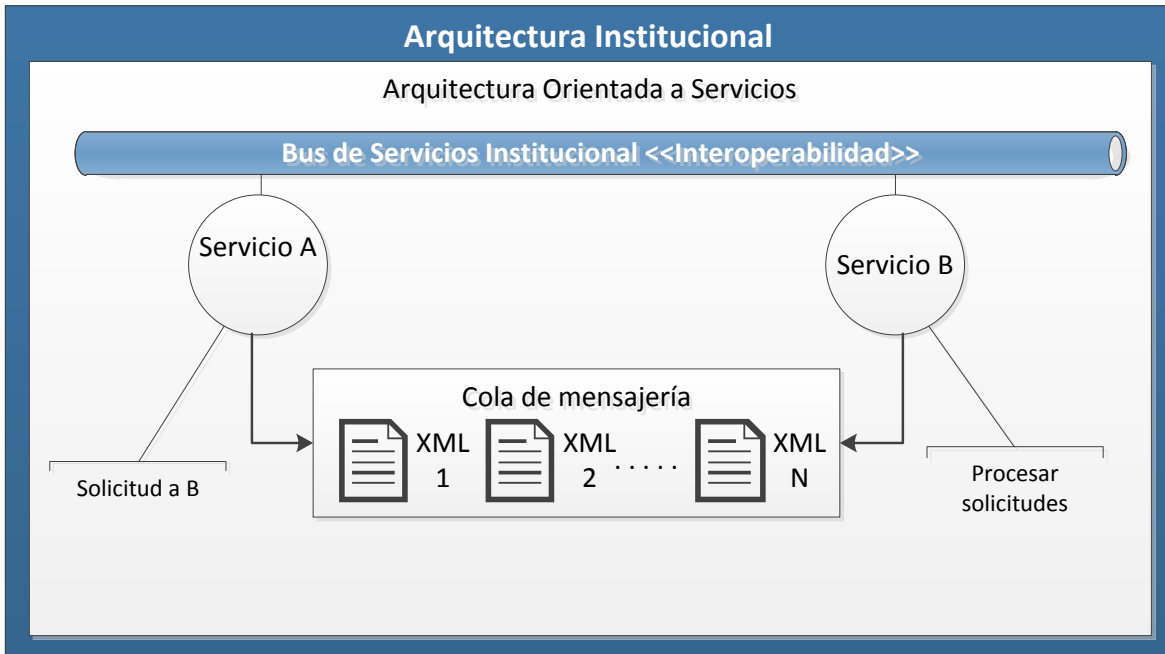 Arquitectura Institucional
Arquitectura Orientada a Servicios
Bus de Servicios Institucional <<Interoperabilidad>>
Servicio A
Servicio B
Cola de mensajería
XML
1
XML
2
. . . . .
XML
N
Solicitud a B
Procesar
solicitudes